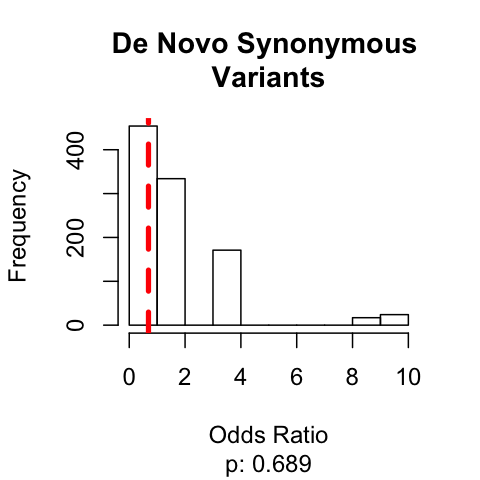 De Novo Synonymous
Variants
Frequency
400
200
0
0 2 4 6 8 10
Odds Ratio
p: 0.689